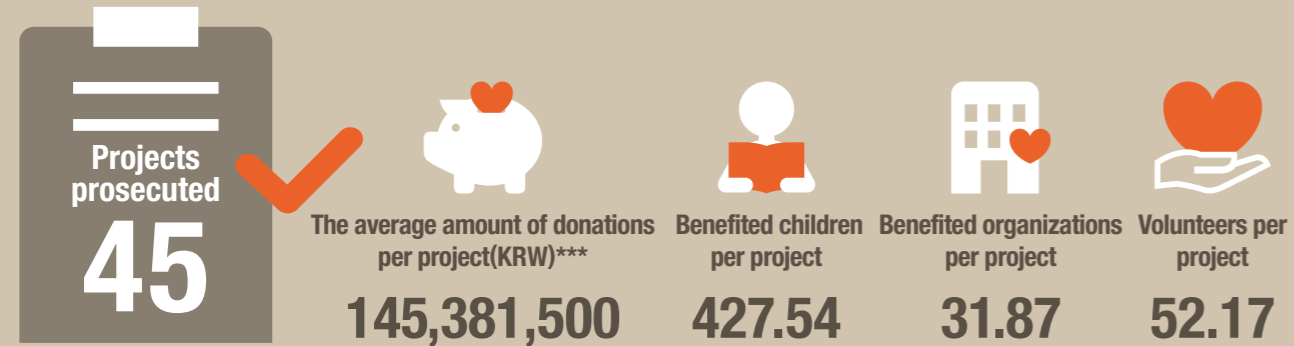 Projects
prosecuted
45
The average amount of donations
per project(KRW)***
145,381,500
Benefited children
per project
427.54
Benefited organizations
per project
31.87
Volunteers per
project
52.17